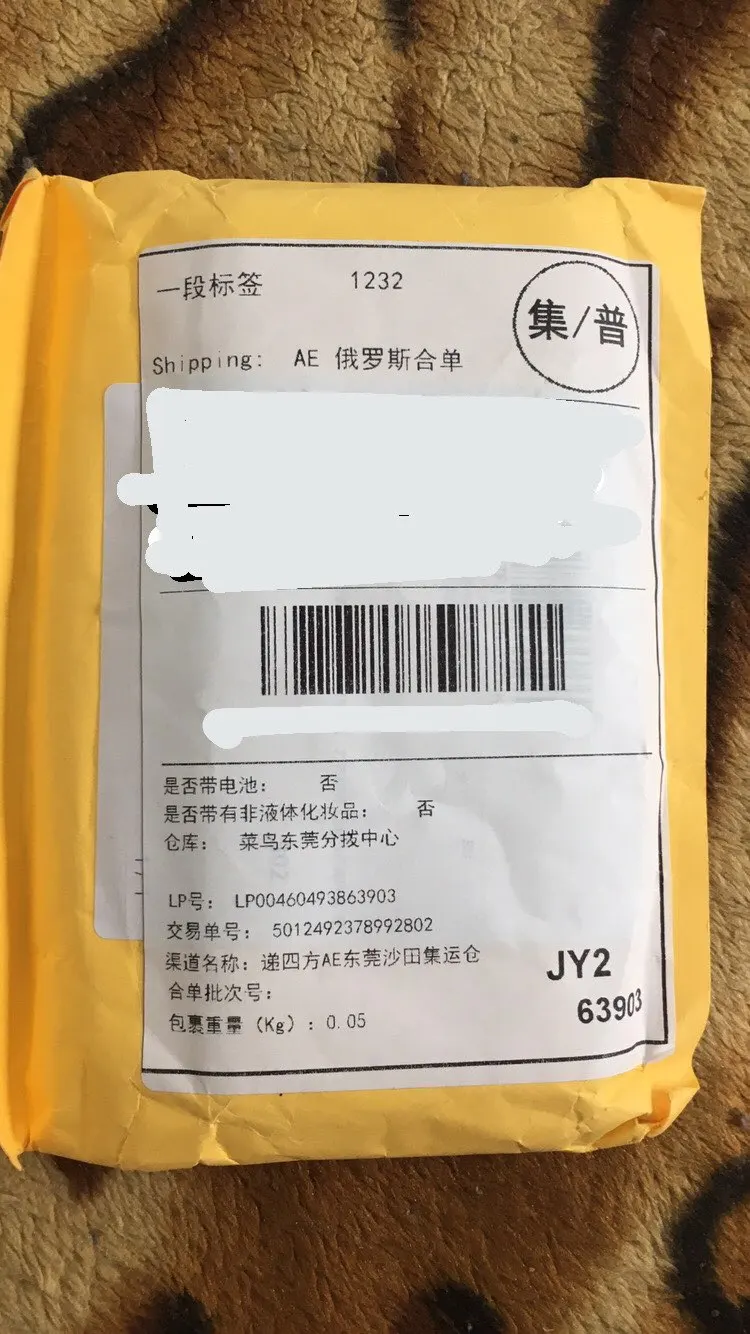 一段标签 1232
集/普
Shipping: AE 俄罗斯合单
是否带电池: 否
是否带有非液体化妆品: 否
仓库: 菜鸟东莞分拨中心
LP号: LP00460493863903
交易单号: 5012492378992802
渠道名称: 递四方AE东莞沙田集运仓
合单批次号:
包裹重量 (Kg) : 0.05
JY2
63903